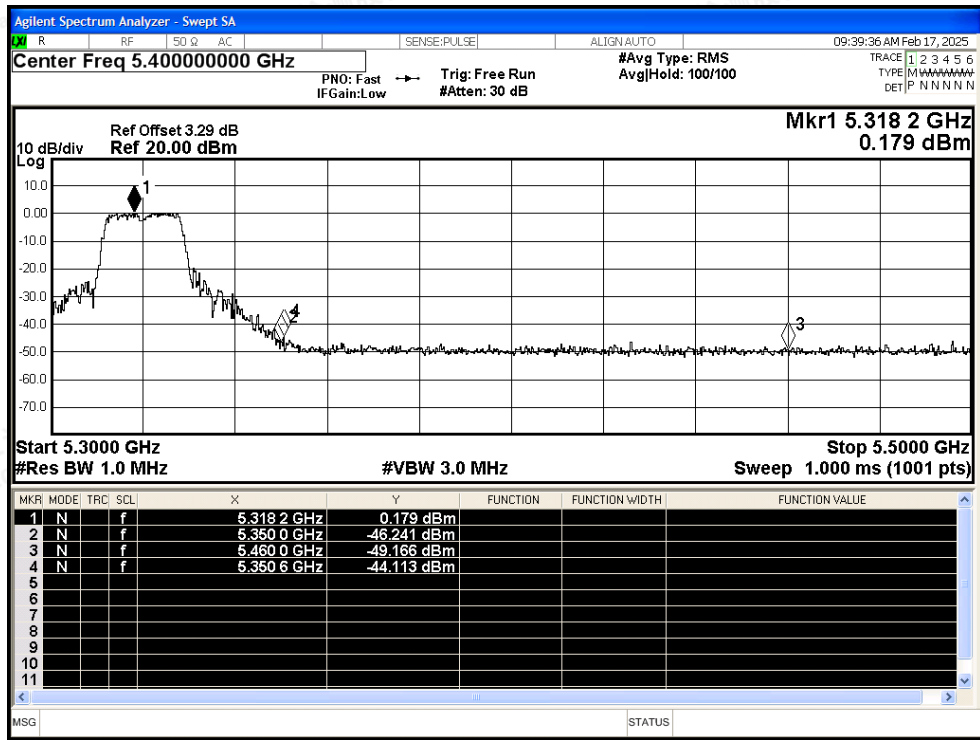 Agilent Spectrum Analyzer - Swept SA
LXI R RF 50 Ω AC SENSE:PULSE ALIGN AUTO 09:39:36 AM Feb 17, 2025
Center Freq 5.400000000 GHz
#Avg Type: RMS
TRACE 1 2 3 4 5 6
PNO: Fast
Trig: Free Run
Avg|Hold: 100/100
TYPE M
IFGain:Low
#Atten: 30 dB
DET P N N N N N
Mkr1 5.318 2 GHz
0.179 dBm
Ref Offset 3.29 dB
10 dB/div Ref 20.00 dBm
Log
10.0
0.00
-10.0
-20.0
-30.0
-40.0
-50.0
-60.0
-70.0
1
4
2
3
Start 5.3000 GHz Stop 5.5000 GHz
#Res BW 1.0 MHz #VBW 3.0 MHz Sweep 1.000 ms (1001 pts)
MKR MODE TRC SCL X Y FUNCTION FUNCTION WIDTH FUNCTION VALUE
1 N f 5.318 2 GHz 0.179 dBm
2 N f 5.350 0 GHz -46.241 dBm
3 N f 5.460 0 GHz -49.166 dBm
4 N f 5.350 6 GHz -44.113 dBm
5
6
7
8
9
10
11
MSG STATUS